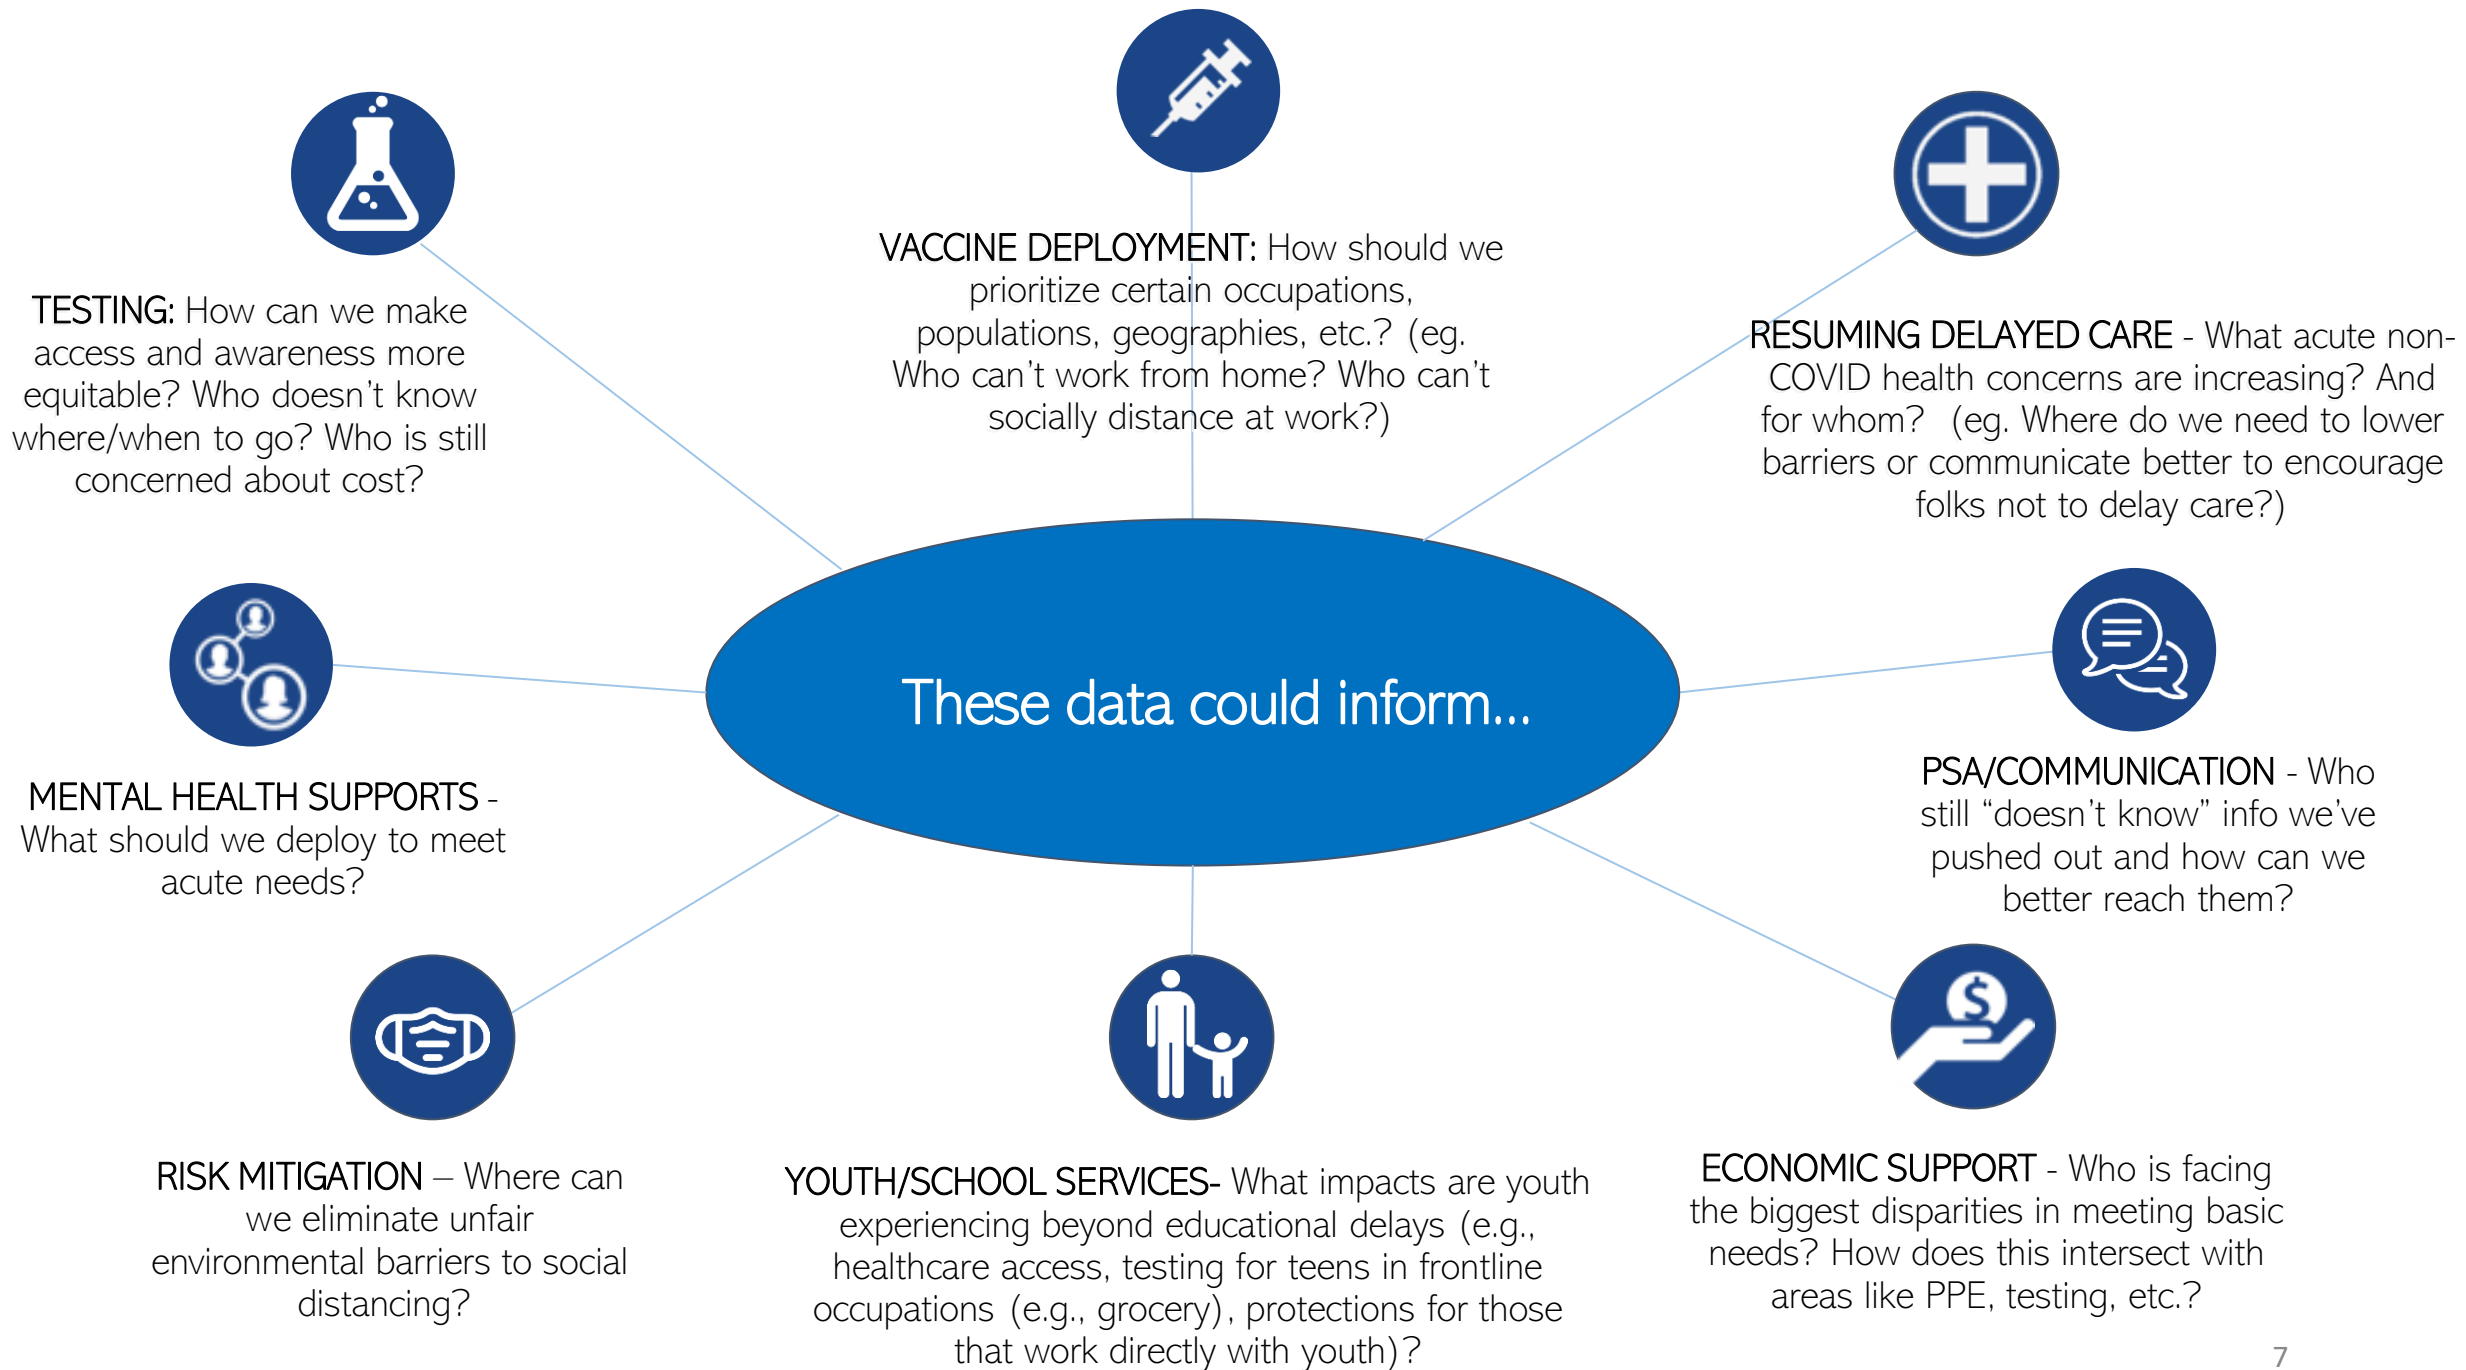 VACCINE DEPLOYMENT: How should we
prioritize certain occupations,
populations, geographies, etc.? (eg.
Who can't work from home? Who can't
socially distance at work?)
TESTING: How can we make
access and awareness more
equitable? Who doesn't know
where/when to go? Who is still
concerned about cost?
RESUMING DELAYED CARE - What acute non-
COVID health concerns are increasing? And
for whom? (eg. Where do we need to lower
barriers or communicate better to encourage
folks not to delay care?)
These data could inform...
MENTAL HEALTH SUPPORTS -
What should we deploy to meet
acute needs?
PSA/COMMUNICATION - Who
still “doesn't know” info we've
pushed out and how can we
better reach them?
$
RISK MITIGATION – Where can
we eliminate unfair
environmental barriers to social
distancing?
YOUTH/SCHOOL SERVICES- What impacts are youth
experiencing beyond educational delays (e.g.,
healthcare access, testing for teens in frontline
occupations (e.g., grocery), protections for those
that work directly with youth)?
ECONOMIC SUPPORT - Who is facing
the biggest disparities in meeting basic
needs? How does this intersect with
areas like PPE, testing, etc.?
7